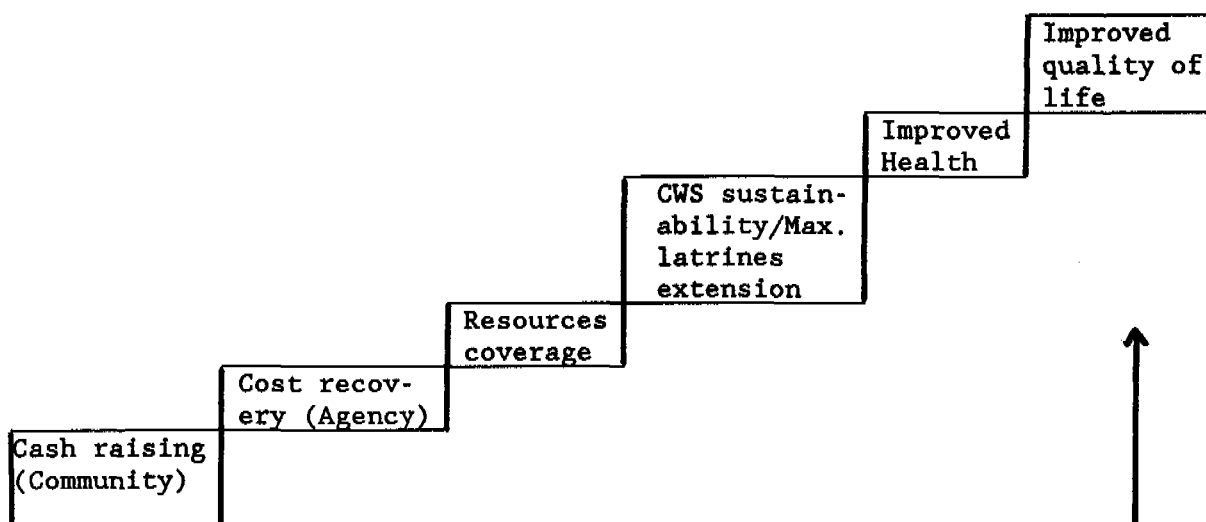 Improved
quality of
life
Improved
Health
CWS sustain-
ability/Max.
latrines
extension
Resources
coverage
Cost recov-
ery (Agency)
Cash raising
(Community)